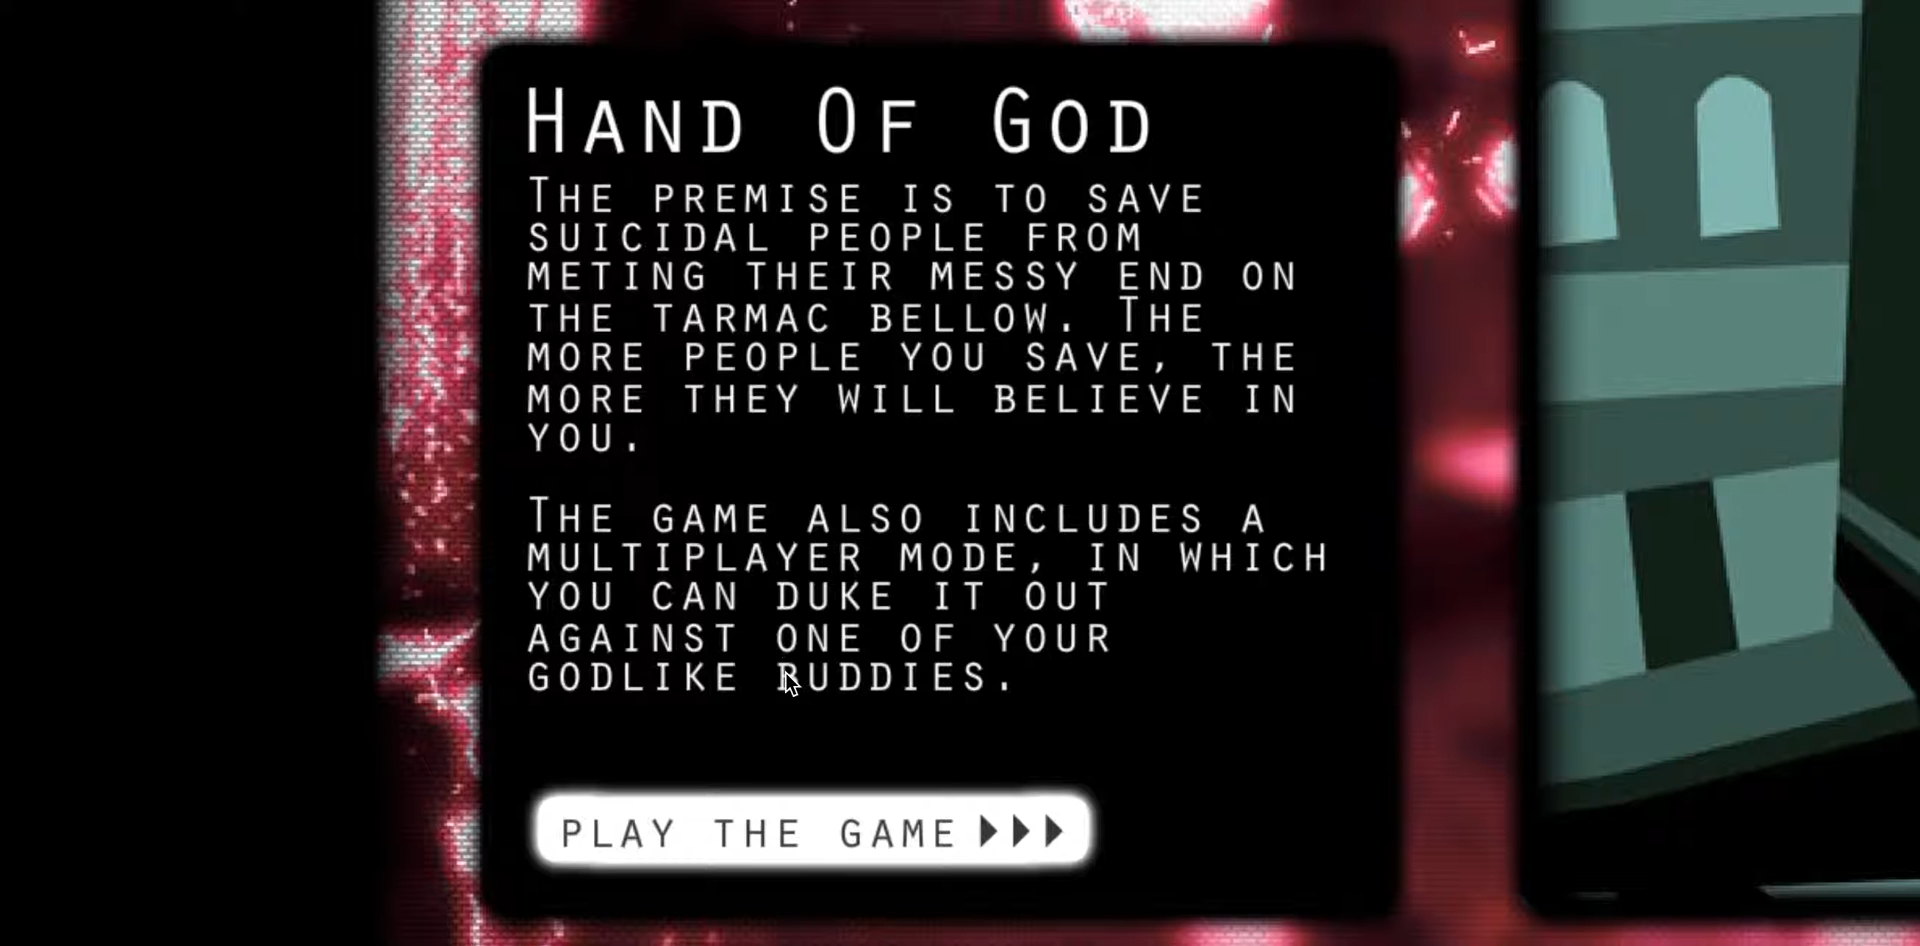 Hand Of God
The premise is to save
suicidal people from
meting their messy end on
the tarmac bellow. The
more people you save, the
more they will believe in
you.
The game also includes a
multiplayer mode, in which
you can duke it out
against one of your
godlike buddies.
PLAY THE GAME